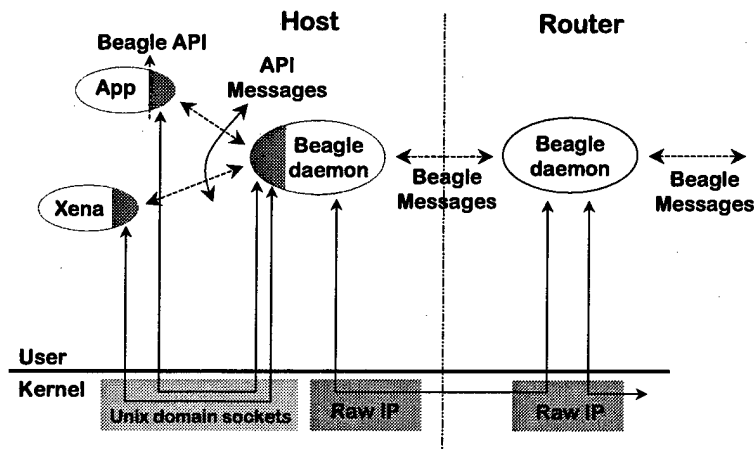 Host
Router
Beagle API
App
API
Messages
Beagle
daemon
Beagle
daemon
Xena
Beagle
Messages
Beagle
Messages
User
Kernel
Unix domain sockets
Raw IP
Raw IP